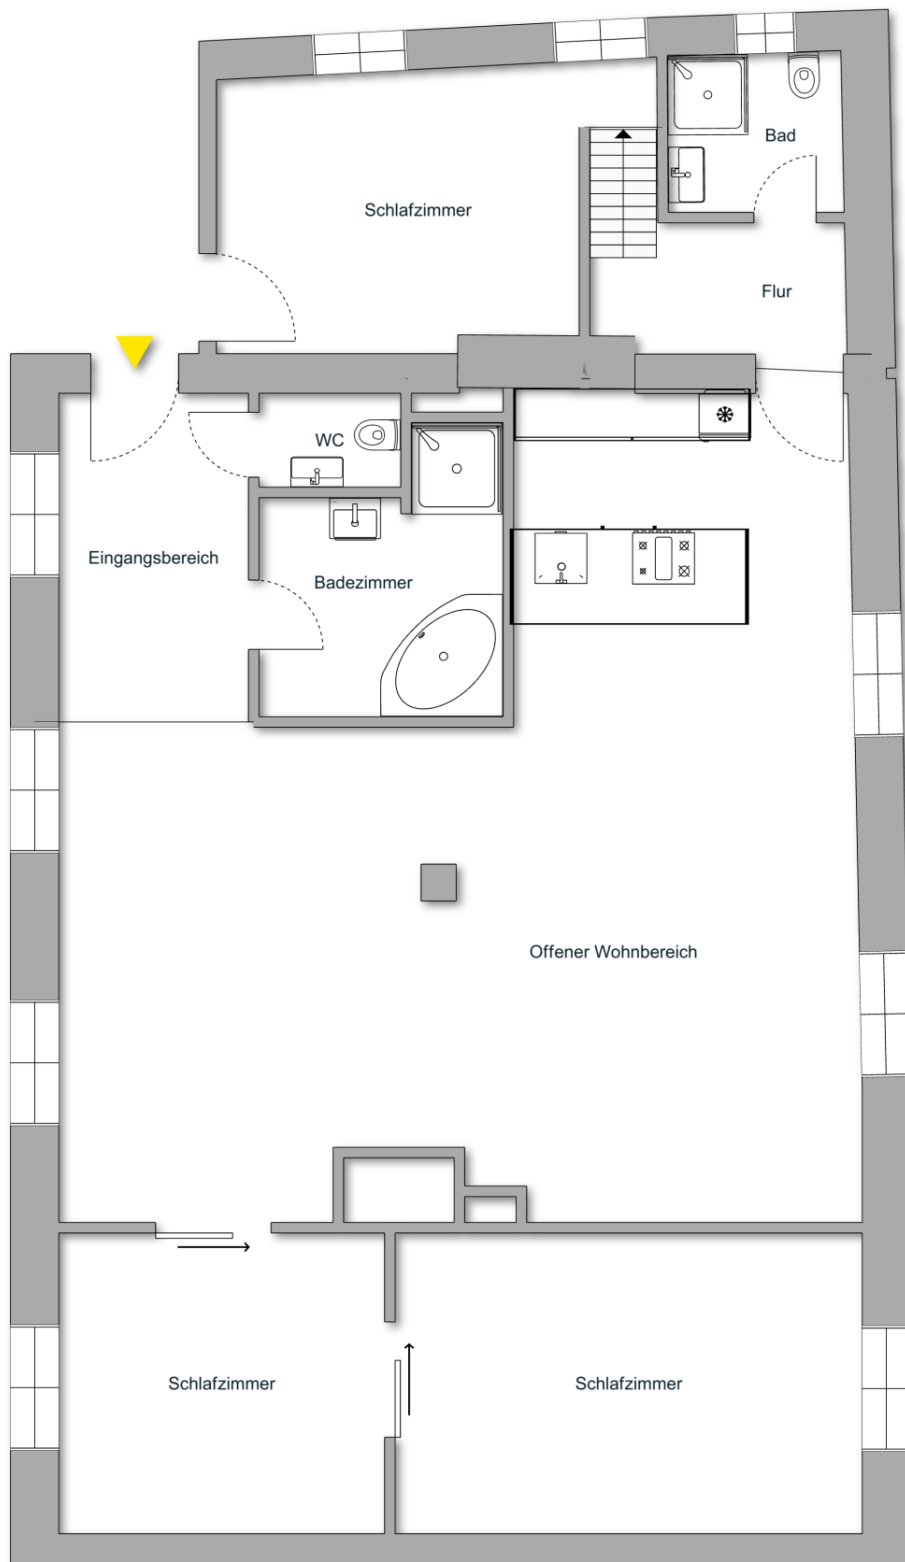 Bad
Schlafzimmer
Flur
WC
Eingangsbereich
Badezimmer
Offener Wohnbereich
Schlafzimmer
Schlafzimmer